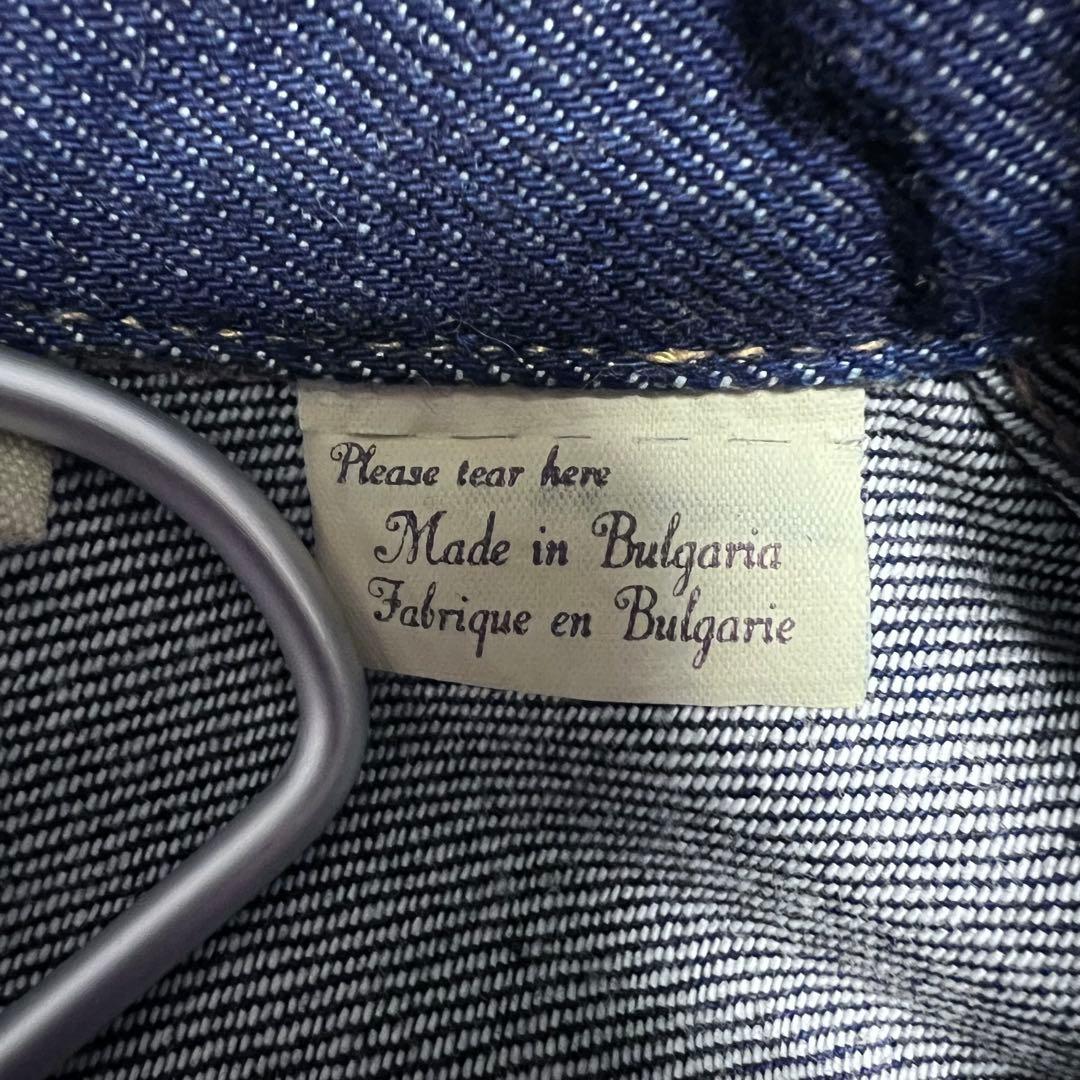 Please tear here
Made in Bulgaria
Fabrique en Bulgarie